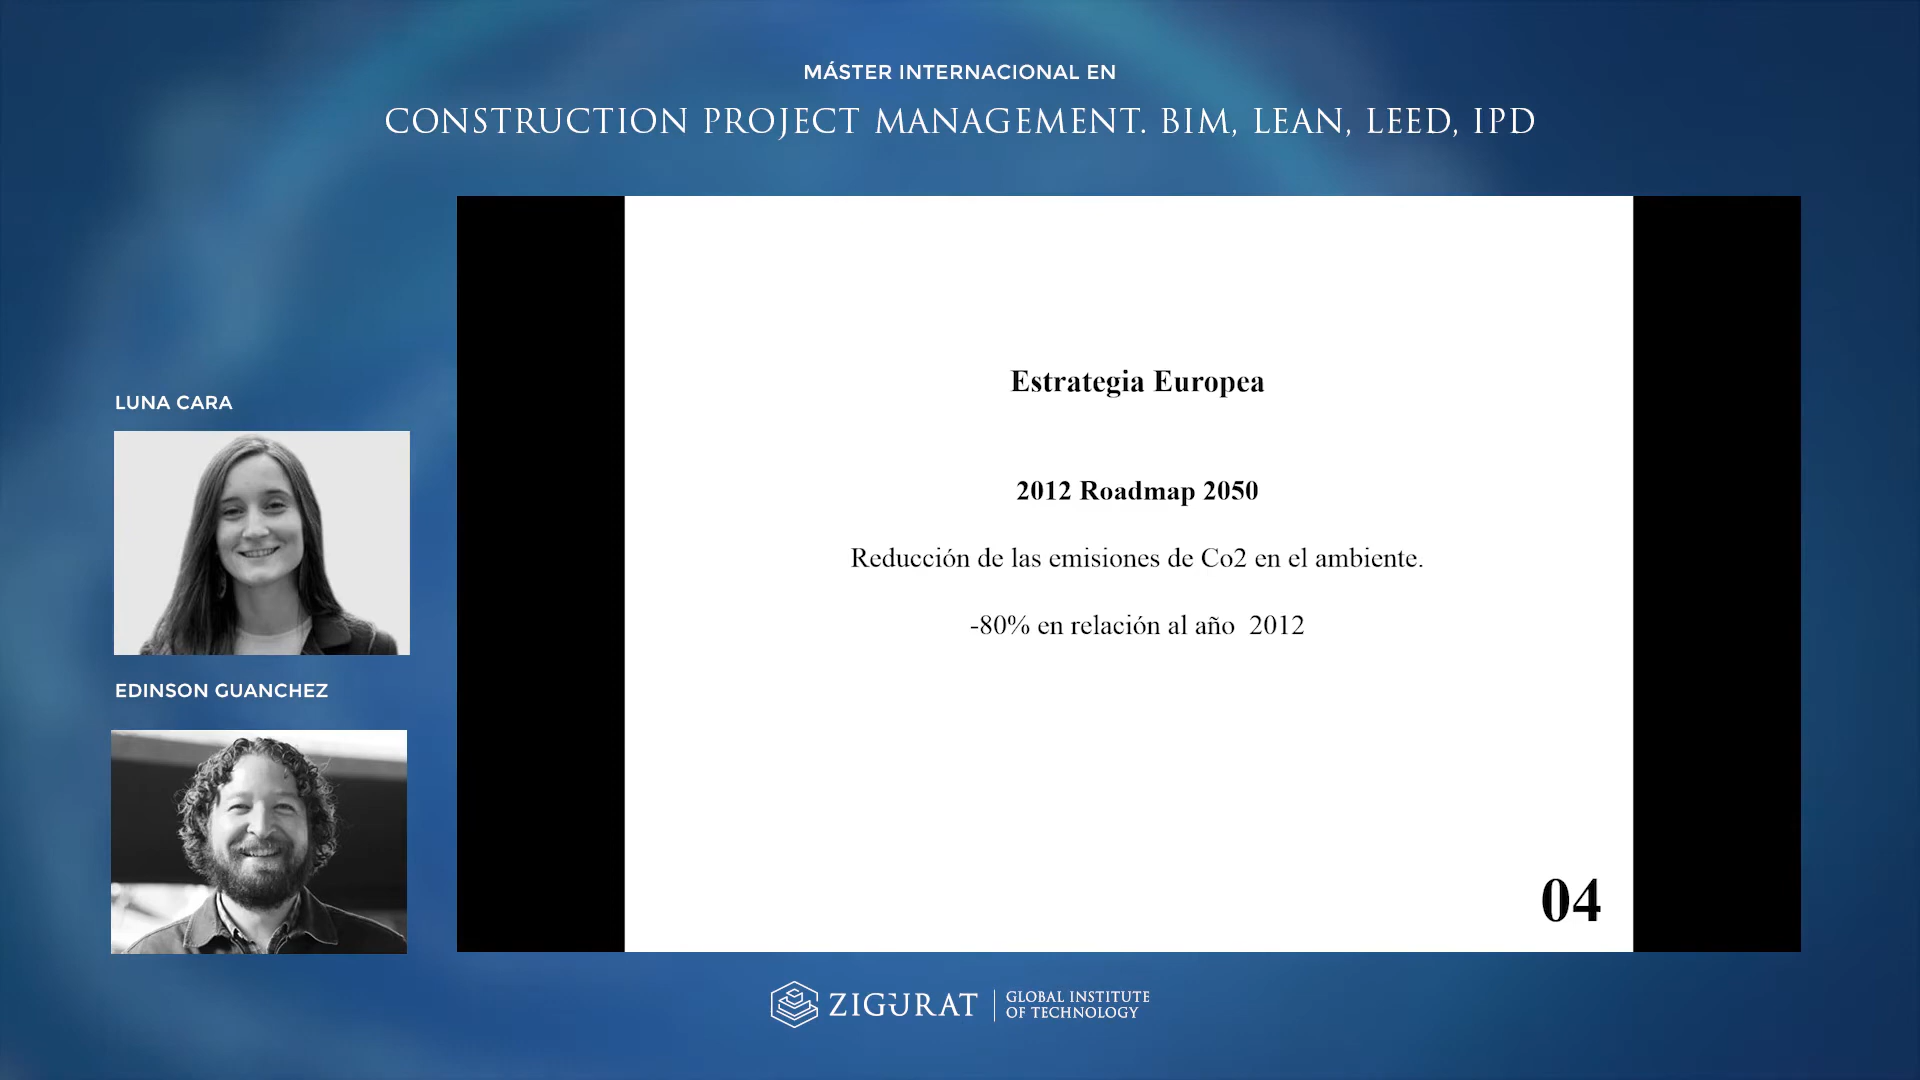 MÁSTER INTERNACIONAL EN
CONSTRUCTION PROJECT MANAGEMENT. BIM, LEAN, LEED, IPD
LUNA CARA
EDINSON GUANCHEZ
Estrategia Europea
2012 Roadmap 2050
Reducción de las emisiones de Co2 en el ambiente.
-80% en relación al año 2012
04
ZIGURAT
GLOBAL INSTITUTE
OF TECHNOLOGY